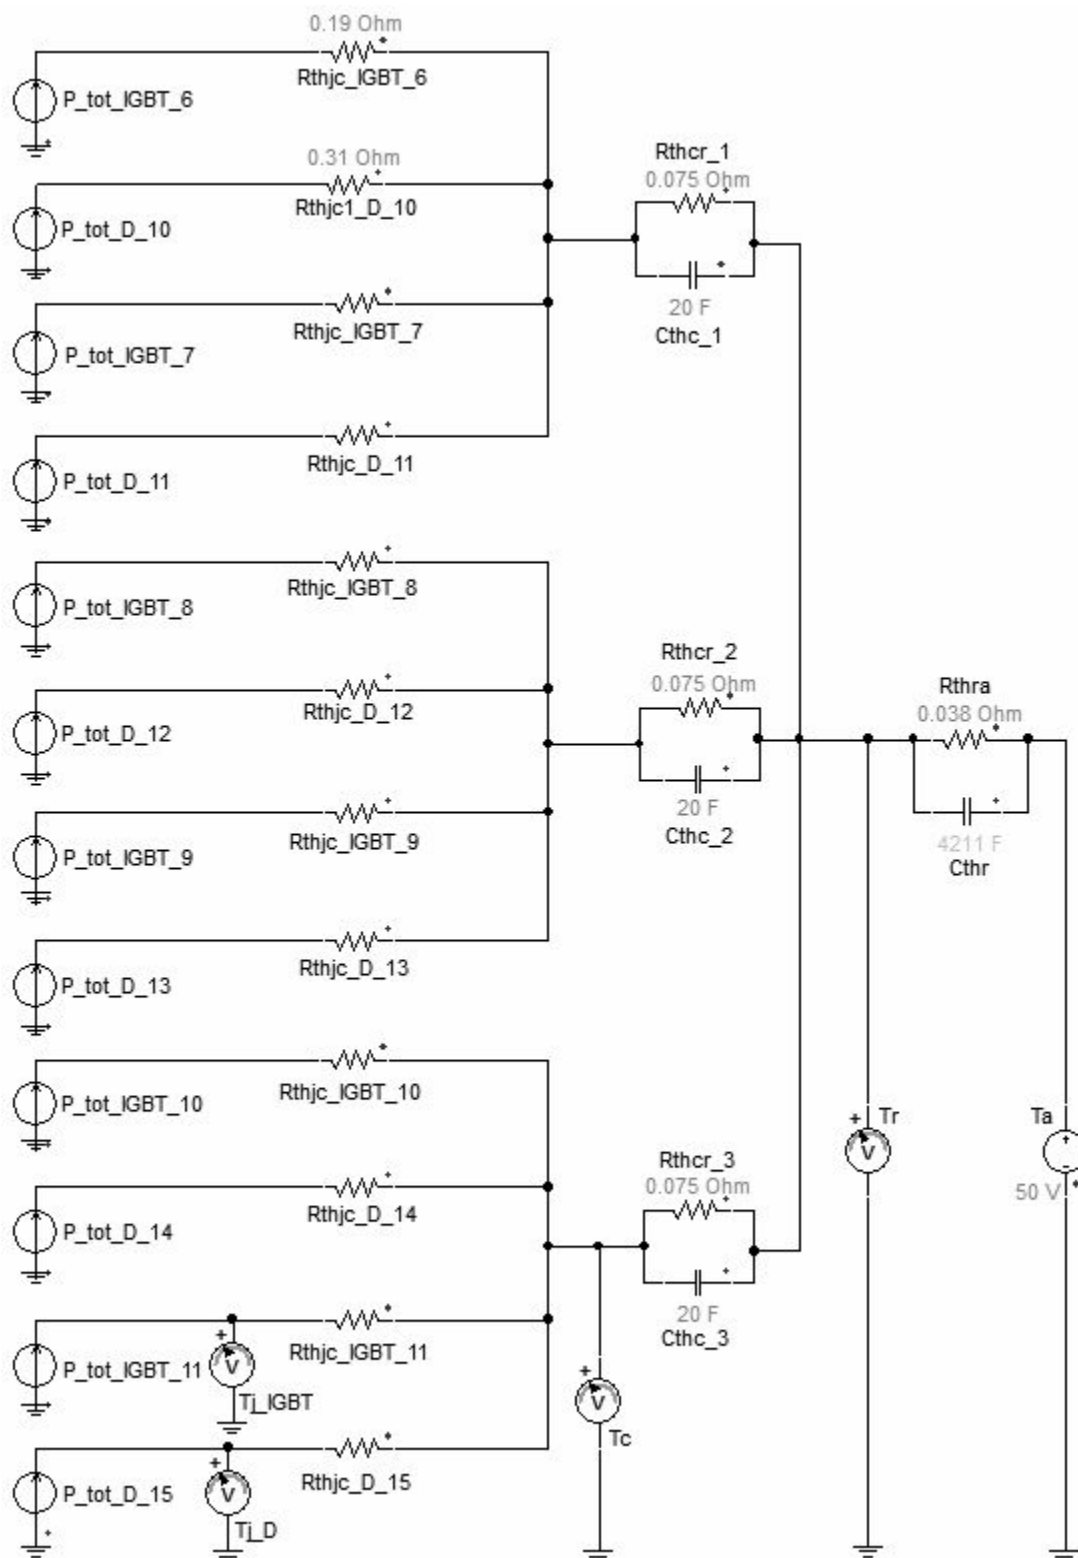 0.19 Ohm
Rthjc_IGBT_6
P_tot_IGBT_6
0.31 Ohm
Rthjc1_D_10
P_tot_D_10
Rthjc_IGBT_7
P_tot_IGBT_7
Rthjc_D_11
P_tot_D_11
Rthcr_1
0.075 Ohm
20 F
Cthc_1
Rthjc_IGBT_8
P_tot_IGBT_8
Rthjc_D_12
P_tot_D_12
Rthjc_IGBT_9
P_tot_IGBT_9
Rthjc_D_13
P_tot_D_13
Rthcr_2
0.075 Ohm
20 F
Cthc_2
Rthra
0.038 Ohm
4211 F
Cthr
Rthjc_IGBT_10
P_tot_IGBT_10
Rthjc_D_14
P_tot_D_14
Rthjc_IGBT_11
P_tot_IGBT_11
V
Tj_IGBT
Rthjc_D_15
P_tot_D_15
V
Tj_D
Rthcr_3
0.075 Ohm
20 F
Cthc_3
V
Tc
Tr
V
Ta
50 V